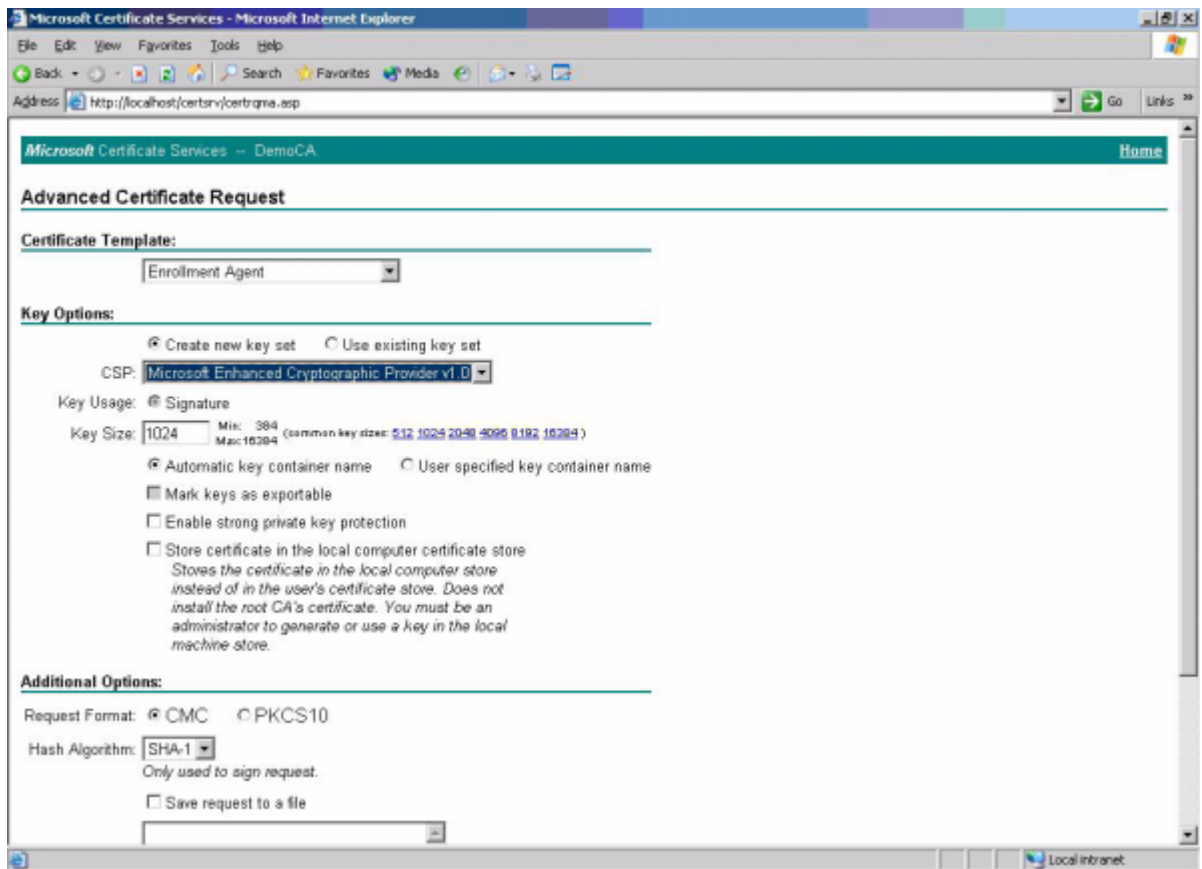 Microsoft Certificate Services - Microsoft Internet Explorer
File Edit View Favorites Tools Help
Back Search Favorites Media
Address http://localhost/certsrv/certrqma.asp Go Links »
Microsoft Certificate Services -- DemoCA Home
Advanced Certificate Request
Certificate Template:
Enrollment Agent
Key Options:
Create new key set Use existing key set
CSP: Microsoft Enhanced Cryptographic Provider v1.0
Key Usage: Signature
Key Size: 1024 Min: 384 (common key sizes: 512 1024 2048 4096 8192 16384 )
Max:16384
Automatic key container name User specified key container name
Mark keys as exportable
Enable strong private key protection
Store certificate in the local computer certificate store
Stores the certificate in the local computer store
instead of in the user's certificate store. Does not
install the root CA's certificate. You must be an
administrator to generate or use a key in the local
machine store.
Additional Options:
Request Format: CMC PKCS10
Hash Algorithm: SHA-1
Only used to sign request.
Save request to a file
Local intranet